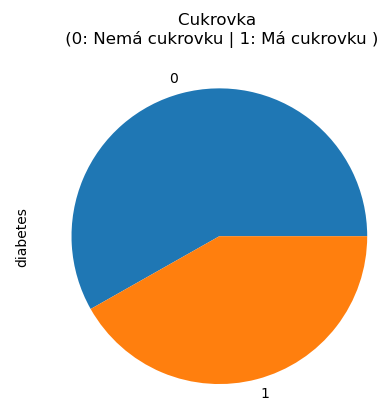 Cukrovka
(0: Nemá cukrovku | 1: Má cukrovku )
0
diabetes
1